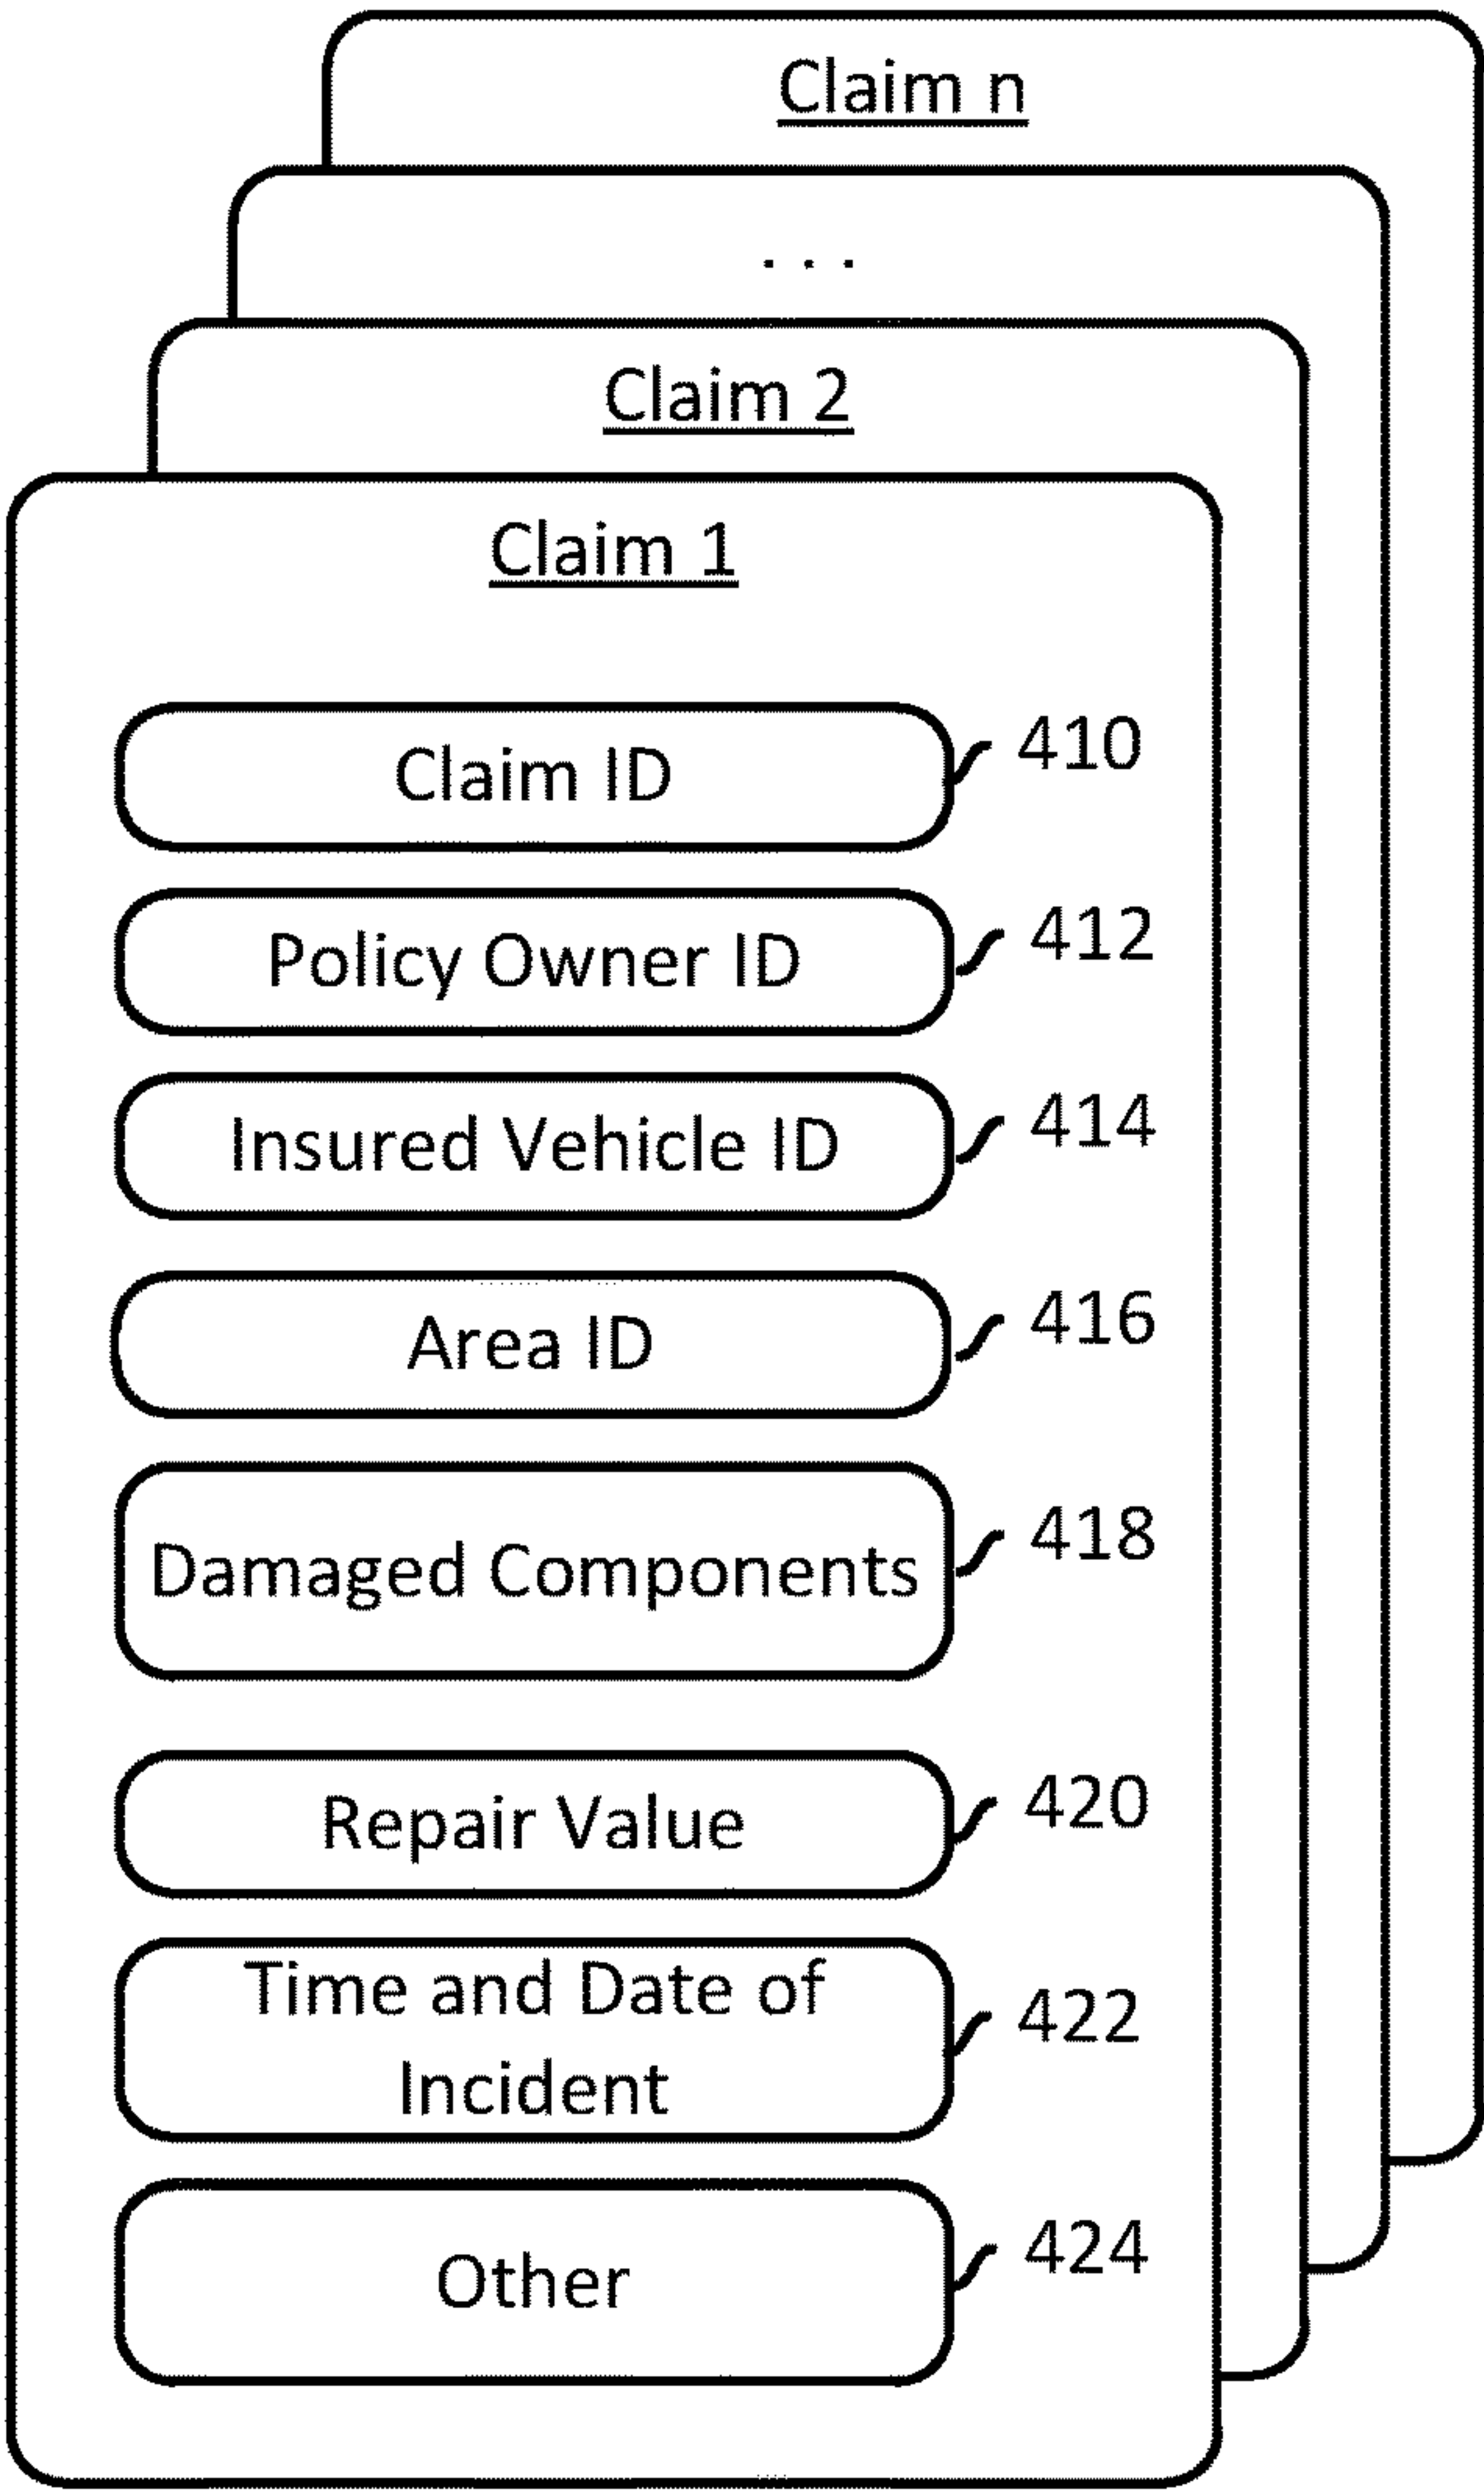 Claim n
. . .
Claim 2
Claim 1
Claim ID 410
Policy Owner ID 412
Insured Vehicle ID 414
Area ID 416
Damaged Components 418
Repair Value 420
Time and Date of
Incident 422
Other 424